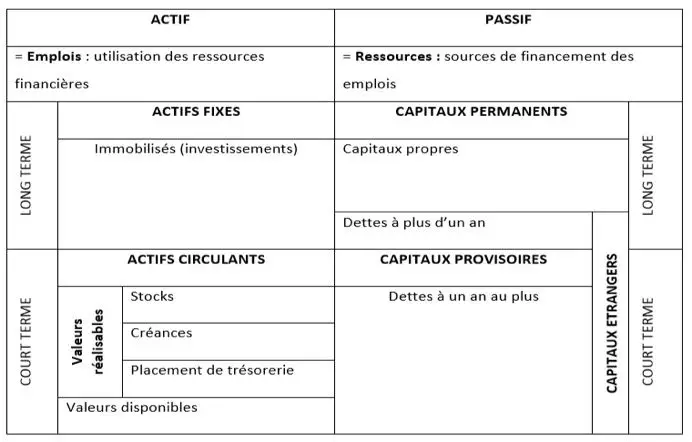 ACTIF
PASSIF
= Emplois : utilisation des ressources
financières
= Ressources : sources de financement des
emplois
LONG TERME
ACTIFS FIXES
CAPITAUX PERMANENTS
LONG TERME
Immobilisés (investissements)
Capitaux propres
Dettes à plus d’un an
CAPITAUX ETRANGERS
COURT TERME
ACTIFS CIRCULANTS
CAPITAUX PROVISOIRES
COURT TERME
Valeurs
réalisables
Stocks
Dettes à un an au plus
Créances
Placement de trésorerie
Valeurs disponibles